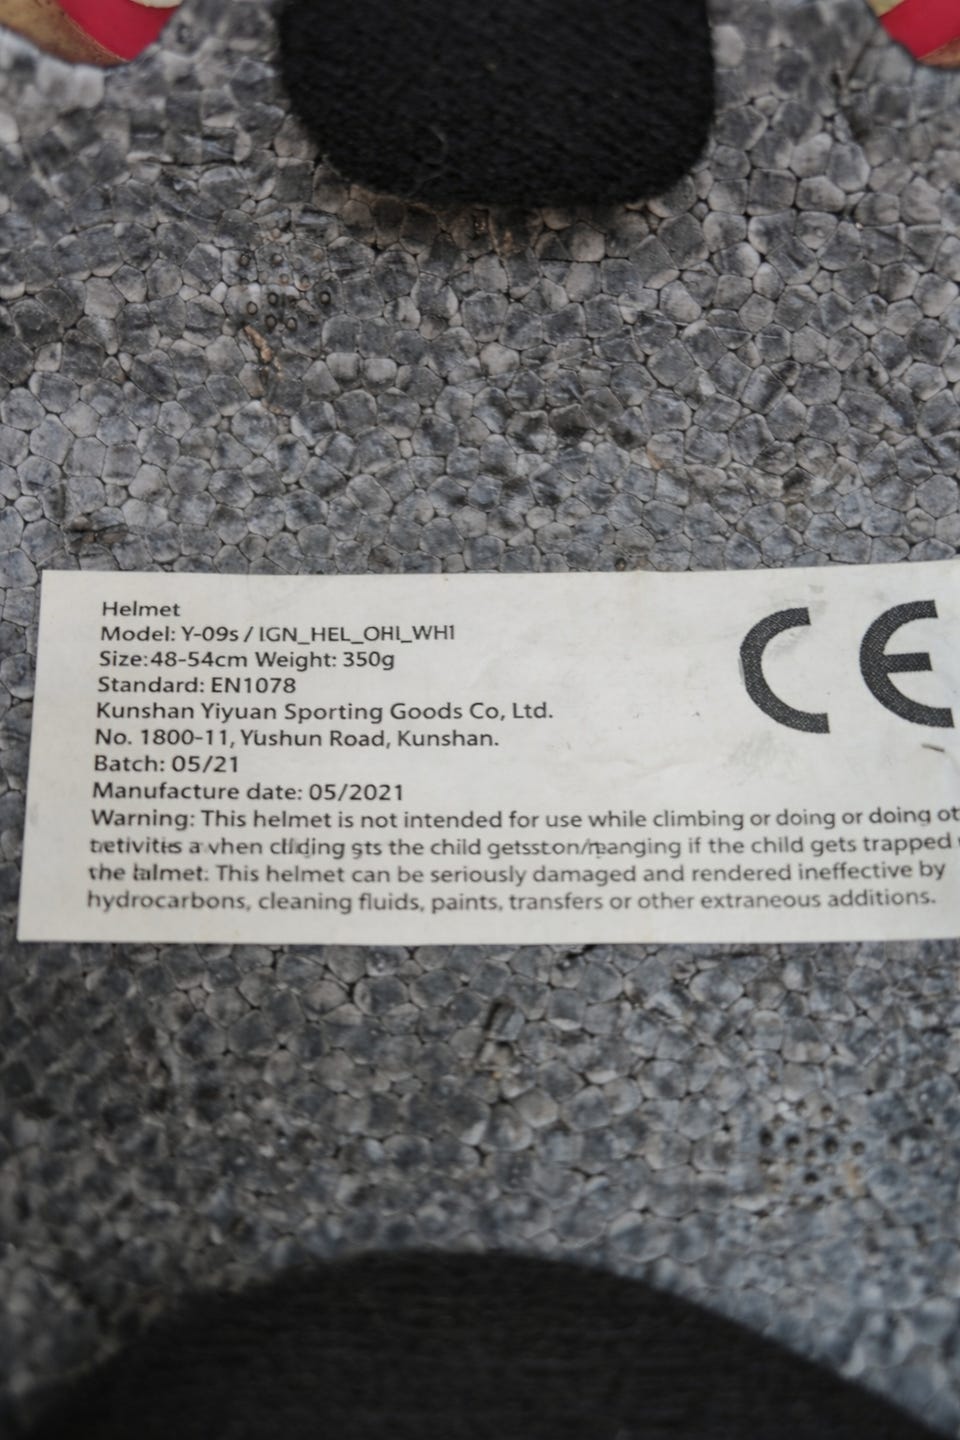 Helmet
Model: Y-09s / IGN_HEL_OHI_WH1
Size:48-54cm Weight: 350g
Standard: EN1078
Kunshan Yiyuan Sporting Goods Co, Ltd.
No. 1800-11, Yushun Road, Kunshan.
Batch: 05/21
Manufacture date: 05/2021
Warning: This helmet is not intended for use while climbing or doing or doing ot
the child if the child gets trapped
the This helmet can be seriously damaged and rendered ineffective by
hydrocarbons, cleaning fluids, paints, transfers or other extraneous additions.
CE